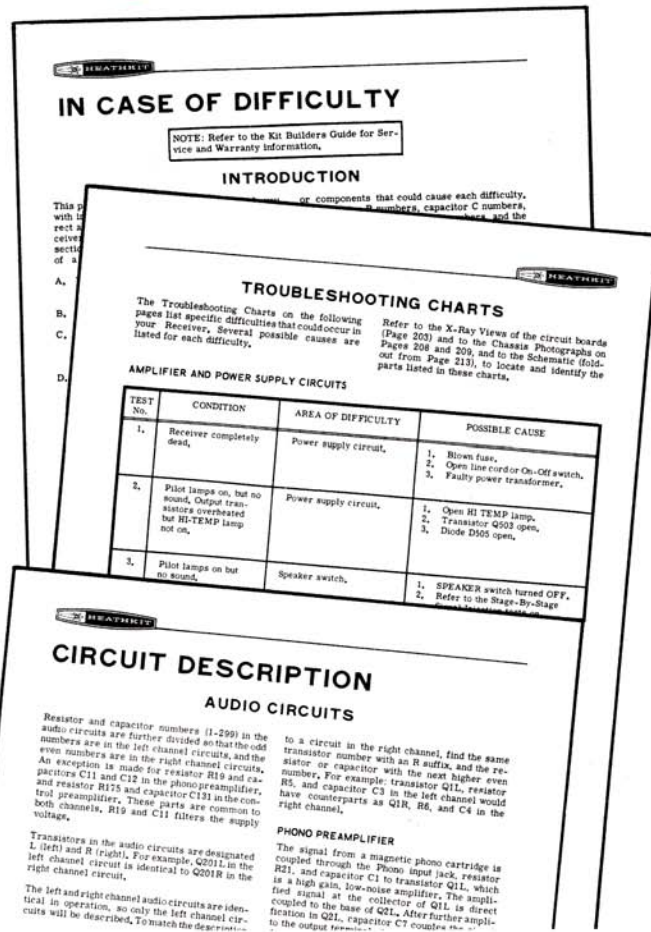 HEATHKIT
IN CASE OF DIFFICULTY
NOTE: Refer to the Kit Builders Guide for Ser-
vice and Warranty information.
INTRODUCTION
This p
with i
rect a
ceiver
sectio
of a
or components that could cause each difficulty.
numbers, capacitor C numbers,
and the
A.
B.
C.
D.
HEATHKIT
TROUBLESHOOTING CHARTS
The Troubleshooting Charts on the following
pages list specific difficulties that could occur in
your Receiver. Several possible causes are
listed for each difficulty.
Refer to the X-Ray Views of the circuit boards
(Page 203) and to the Chassis Photographs on
Pages 208 and 209, and to the Schematic (fold-
out from Page 213), to locate and identify the
parts listed in these charts.
AMPLIFIER AND POWER SUPPLY CIRCUITS
TEST
No.
CONDITION
AREA OF DIFFICULTY
POSSIBLE CAUSE
1.
Receiver completely
dead.
Power supply circuit.
1. Blown fuse.
2. Open line cord or On-Off switch.
3. Faulty power transformer.
2.
Pilot lamps on, but no
sound. Output tran-
sistors overheated
but HI-TEMP lamp
not on.
Power supply circuit.
1. Open HI TEMP lamp.
2. Transistor Q503 open.
3. Diode D505 open.
3.
Pilot lamps on but
no sound.
Speaker switch.
1. SPEAKER switch turned OFF.
2. Refer to the Stage-By-Stage
HEATHKIT
CIRCUIT DESCRIPTION
AUDIO CIRCUITS
Resistor and capacitor numbers (1-299) in the
audio circuits are further divided so that the odd
numbers are in the left channel circuits, and the
even numbers are in the right channel circuits.
An exception is made for resistor R19 and ca-
pacitors C11 and C12 in the phono preamplifier,
and resistor R175 and capacitor C131 in the con-
trol preamplifier. These parts are common to
both channels. R19 and C11 filters the supply
voltage.
Transistors in the audio circuits are designated
L (left) and R (right). For example, Q201L in the
left channel circuit is identical to Q201R in the
right channel circuit.
The left and right channel audio circuits are iden-
tical in operation, so only the left channel cir-
cuits will be described. To match the description
to a circuit in the right channel, find the same
transistor number with an R suffix, and the re-
sistor or capacitor with the next higher even
number. For example: transistor Q1L, resistor
R5, and capacitor C3 in the left channel would
have counterparts as Q1R, R6, and C4 in the
right channel.
PHONO PREAMPLIFIER
The signal from a magnetic phono cartridge is
coupled through the Phono input jack, resistor
R21, and capacitor C1 to transistor Q1L, which
is a high gain, low-noise amplifier. The ampli-
fied signal at the collector of Q1L is direct
coupled to the base of Q2L. After further ampli-
fication in Q2L, capacitor C7 couples the
to the output